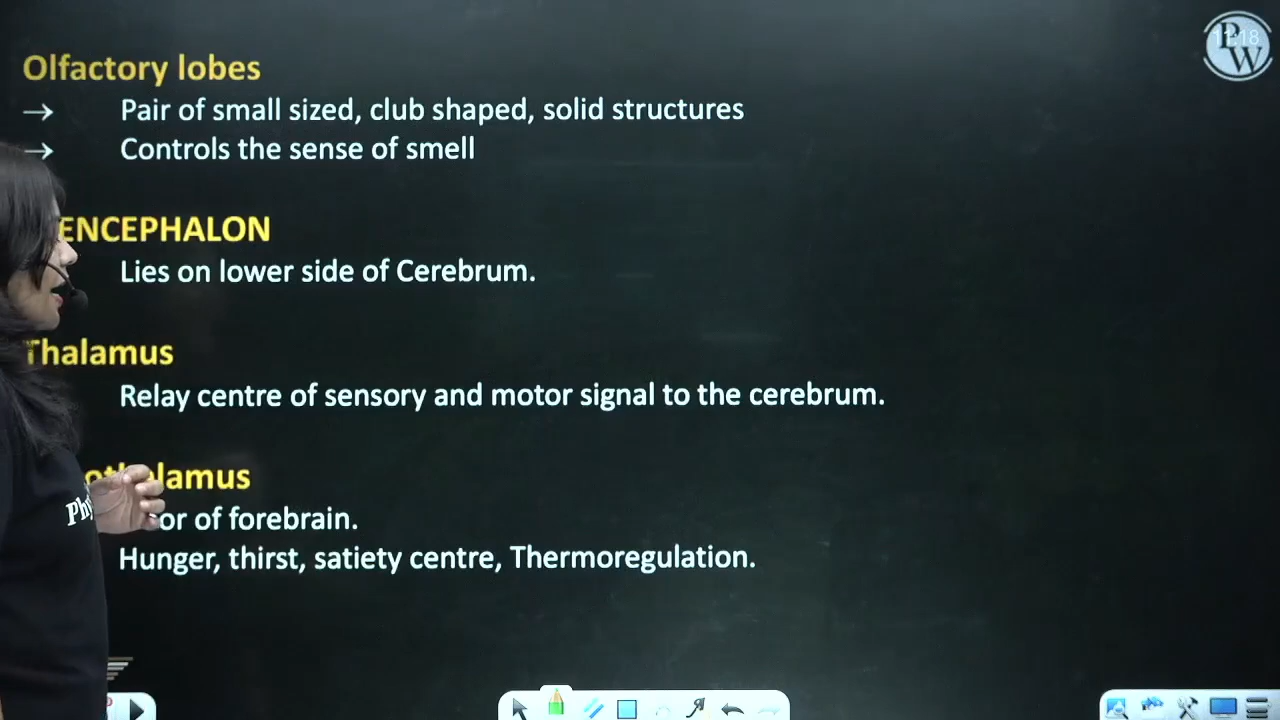 Olfactory lobes
→ Pair of small sized, club shaped, solid structures
→ Controls the sense of smell
ENCEPHALON
Lies on lower side of Cerebrum.
Thalamus
Relay centre of sensory and motor signal to the cerebrum.
lamus
or of forebrain.
Hunger, thirst, satiety centre, Thermoregulation.
Phy
PW